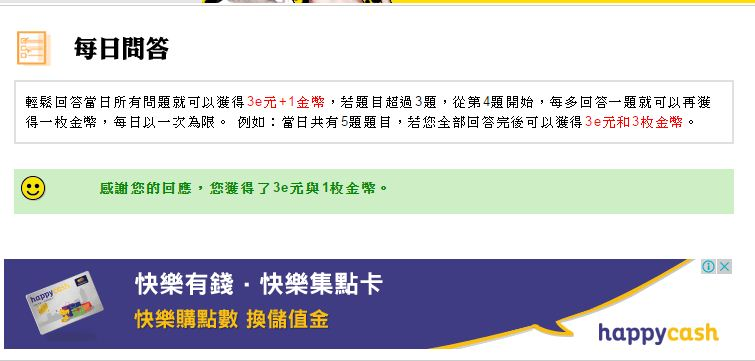 每日問答
輕鬆回答當日所有問題就可以獲得3e元+1金幣，若題目超過3題，從第4題開始，每多回答一題就可以再獲
得一枚金幣，每日以一次為限。 例如：當日共有5題題目，若您全部回答完後可以獲得3e元和3枚金幣。
感謝您的回應，您獲得了3e元與1枚金幣。
happycash
快樂有錢．快樂集點卡
快樂購點數 換儲值金
happycash